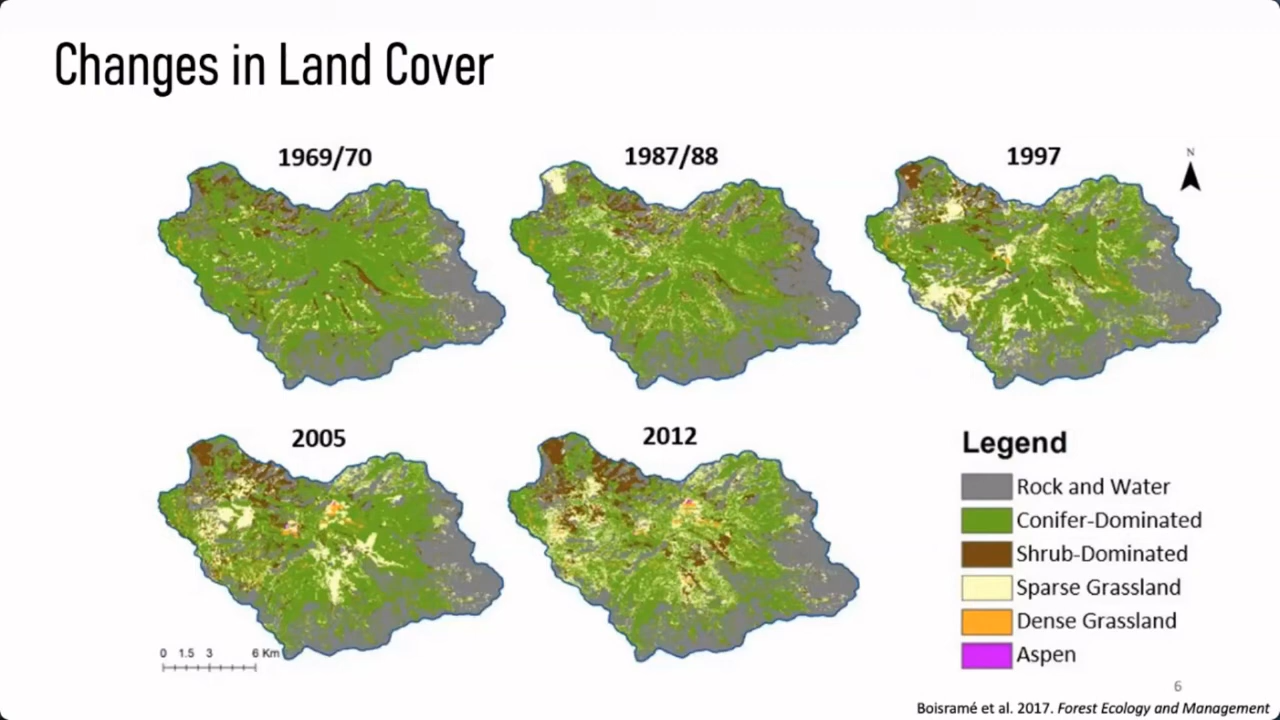 Changes in Land Cover
1969/70
1987/88
1997
N
2005
2012
Legend
Rock and Water
Conifer-Dominated
Shrub-Dominated
Sparse Grassland
Dense Grassland
Aspen
0 1.5 3 6 Km
6
Boisramé et al. 2017. Forest Ecology and Management